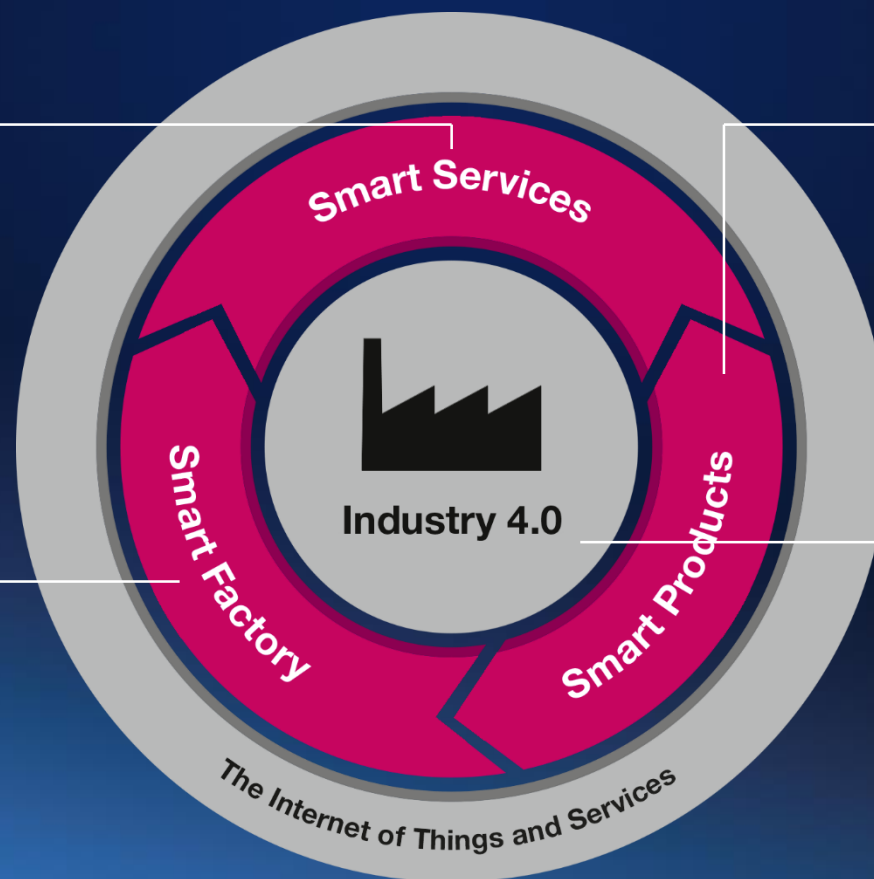 Smart Services
Industry 4.0
Smart Factory
Smart Products
The Internet of Things and Services